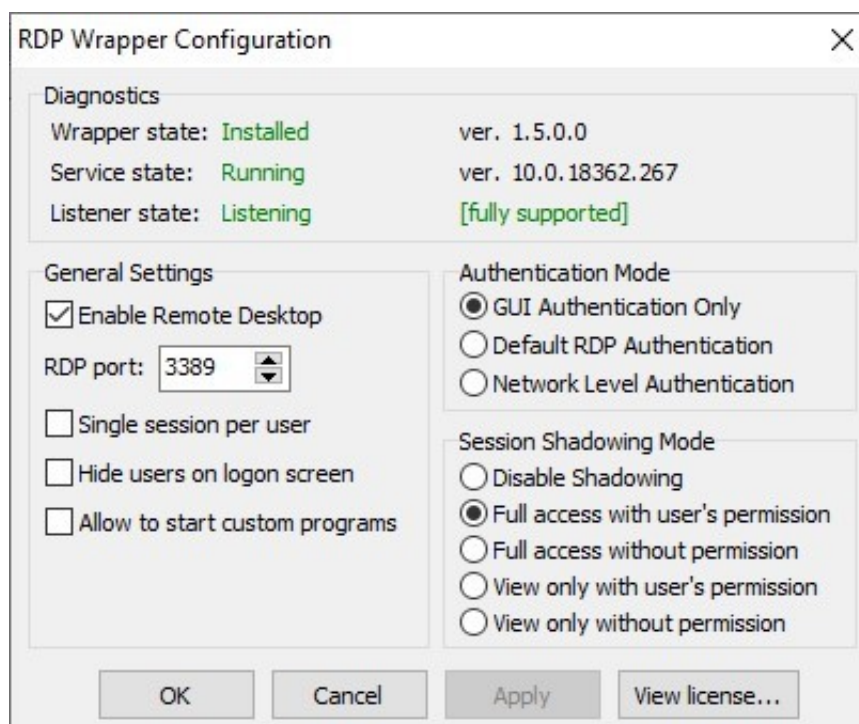 RDP Wrapper Configuration
Diagnostics
Wrapper state: Installed ver. 1.5.0.0
Service state: Running ver. 10.0.18362.267
Listener state: Listening [fully supported]
General Settings
Enable Remote Desktop
RDP port: 3389
Single session per user
Hide users on logon screen
Allow to start custom programs
Authentication Mode
GUI Authentication Only
Default RDP Authentication
Network Level Authentication
Session Shadowing Mode
Disable Shadowing
Full access with user's permission
Full access without permission
View only with user's permission
View only without permission
OK Cancel Apply View license...